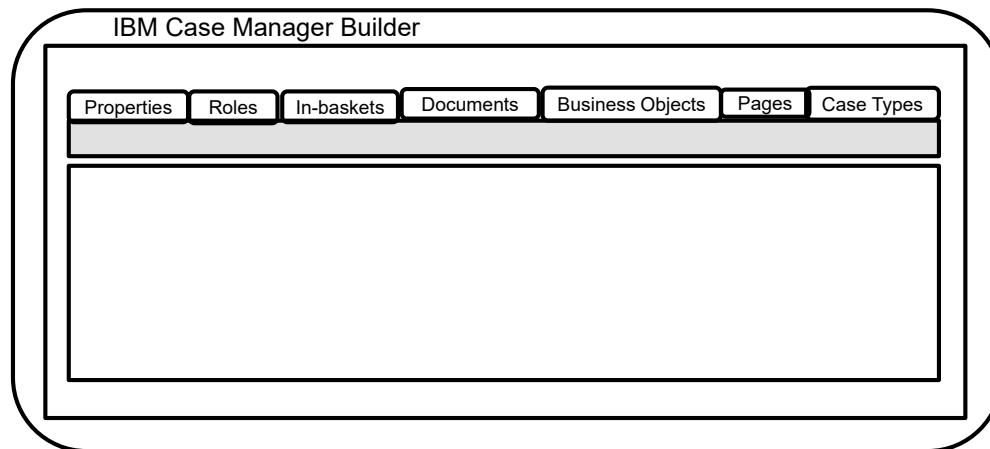 IBM Case Manager Builder
Properties Roles In-baskets Documents Business Objects Pages Case Types